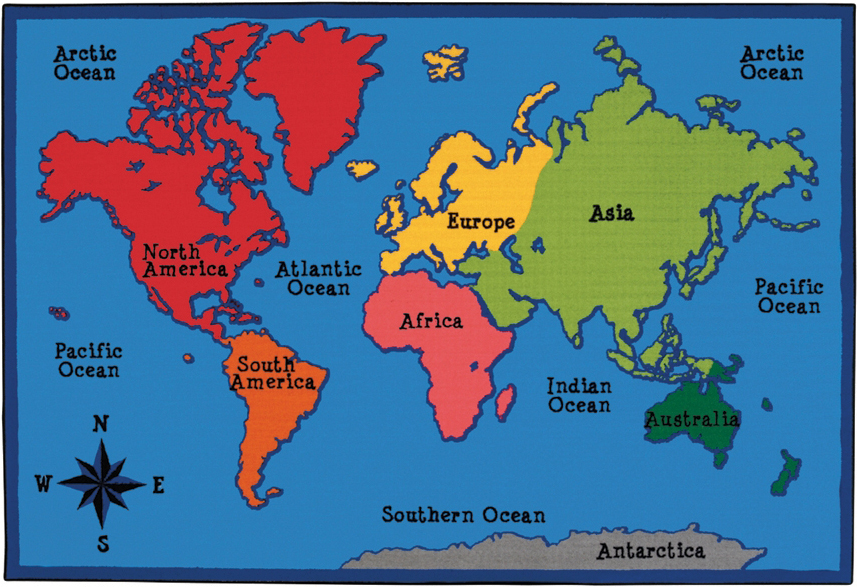 Arctic
Ocean
Arctic
Ocean
Europe
Asia
North
America
Atlantic
Ocean
Pacific
Ocean
Africa
Pacific
Ocean
South
America
Indian
Ocean
Australia
N
W
E
S
Southern Ocean
Antarctica